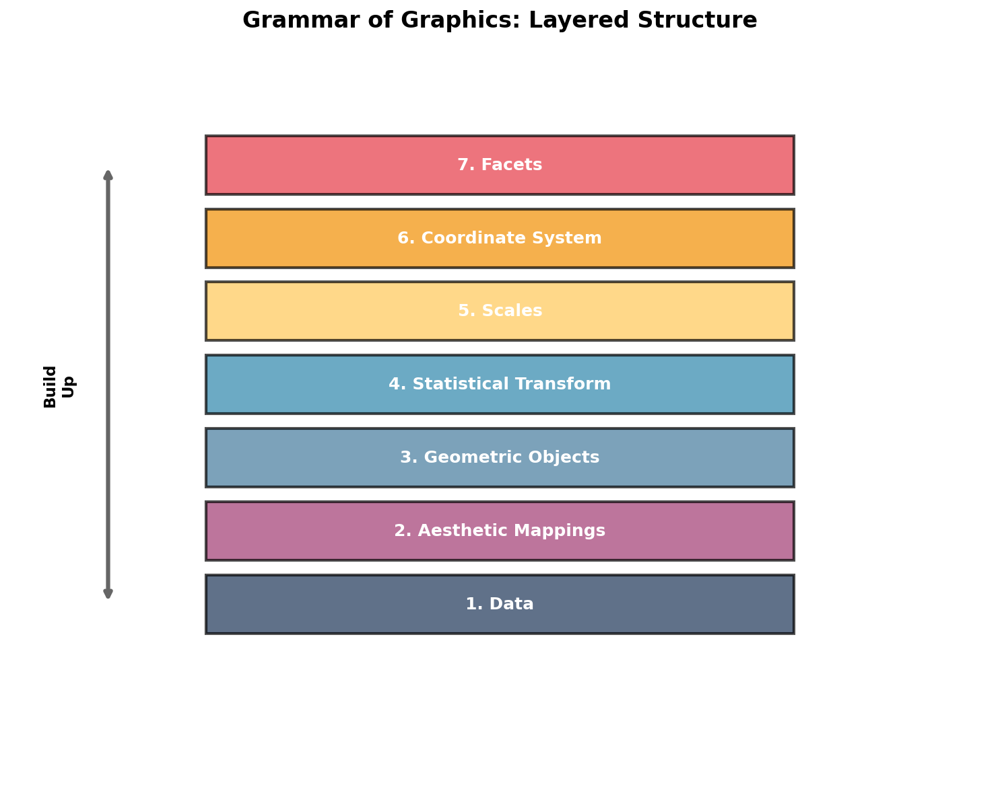 Grammar of Graphics: Layered Structure
7. Facets
6. Coordinate System
5. Scales
4. Statistical Transform
3. Geometric Objects
2. Aesthetic Mappings
1. Data
Build
Up